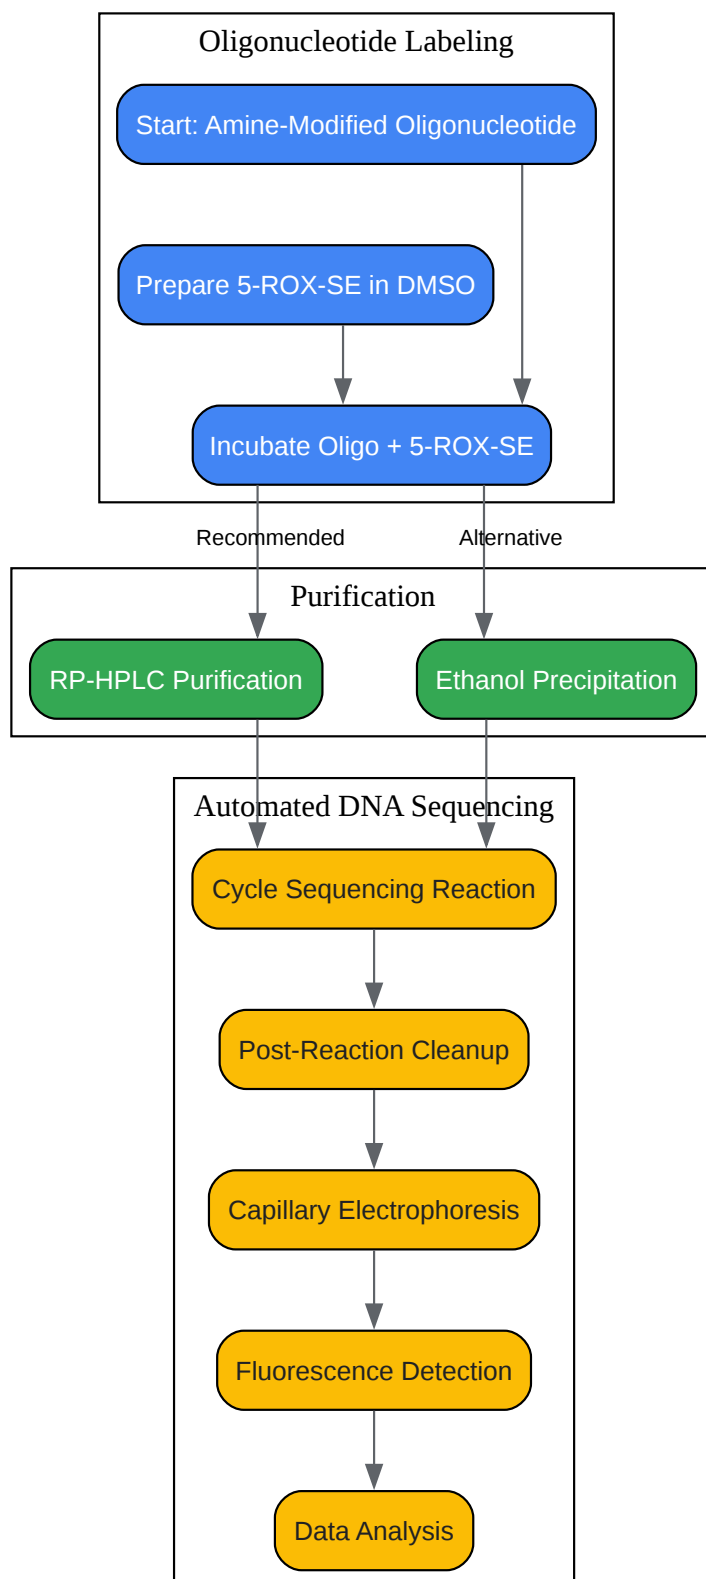 Oligonucleotide Labeling
Start: Amine-Modified Oligonucleotide
Prepare 5-ROX-SE in DMSO
Incubate Oligo + 5-ROX-SE
Recommended
Alternative
Purification
RP-HPLC Purification
Ethanol Precipitation
Automated DNA Sequencing
Cycle Sequencing Reaction
Post-Reaction Cleanup
Capillary Electrophoresis
Fluorescence Detection
Data Analysis